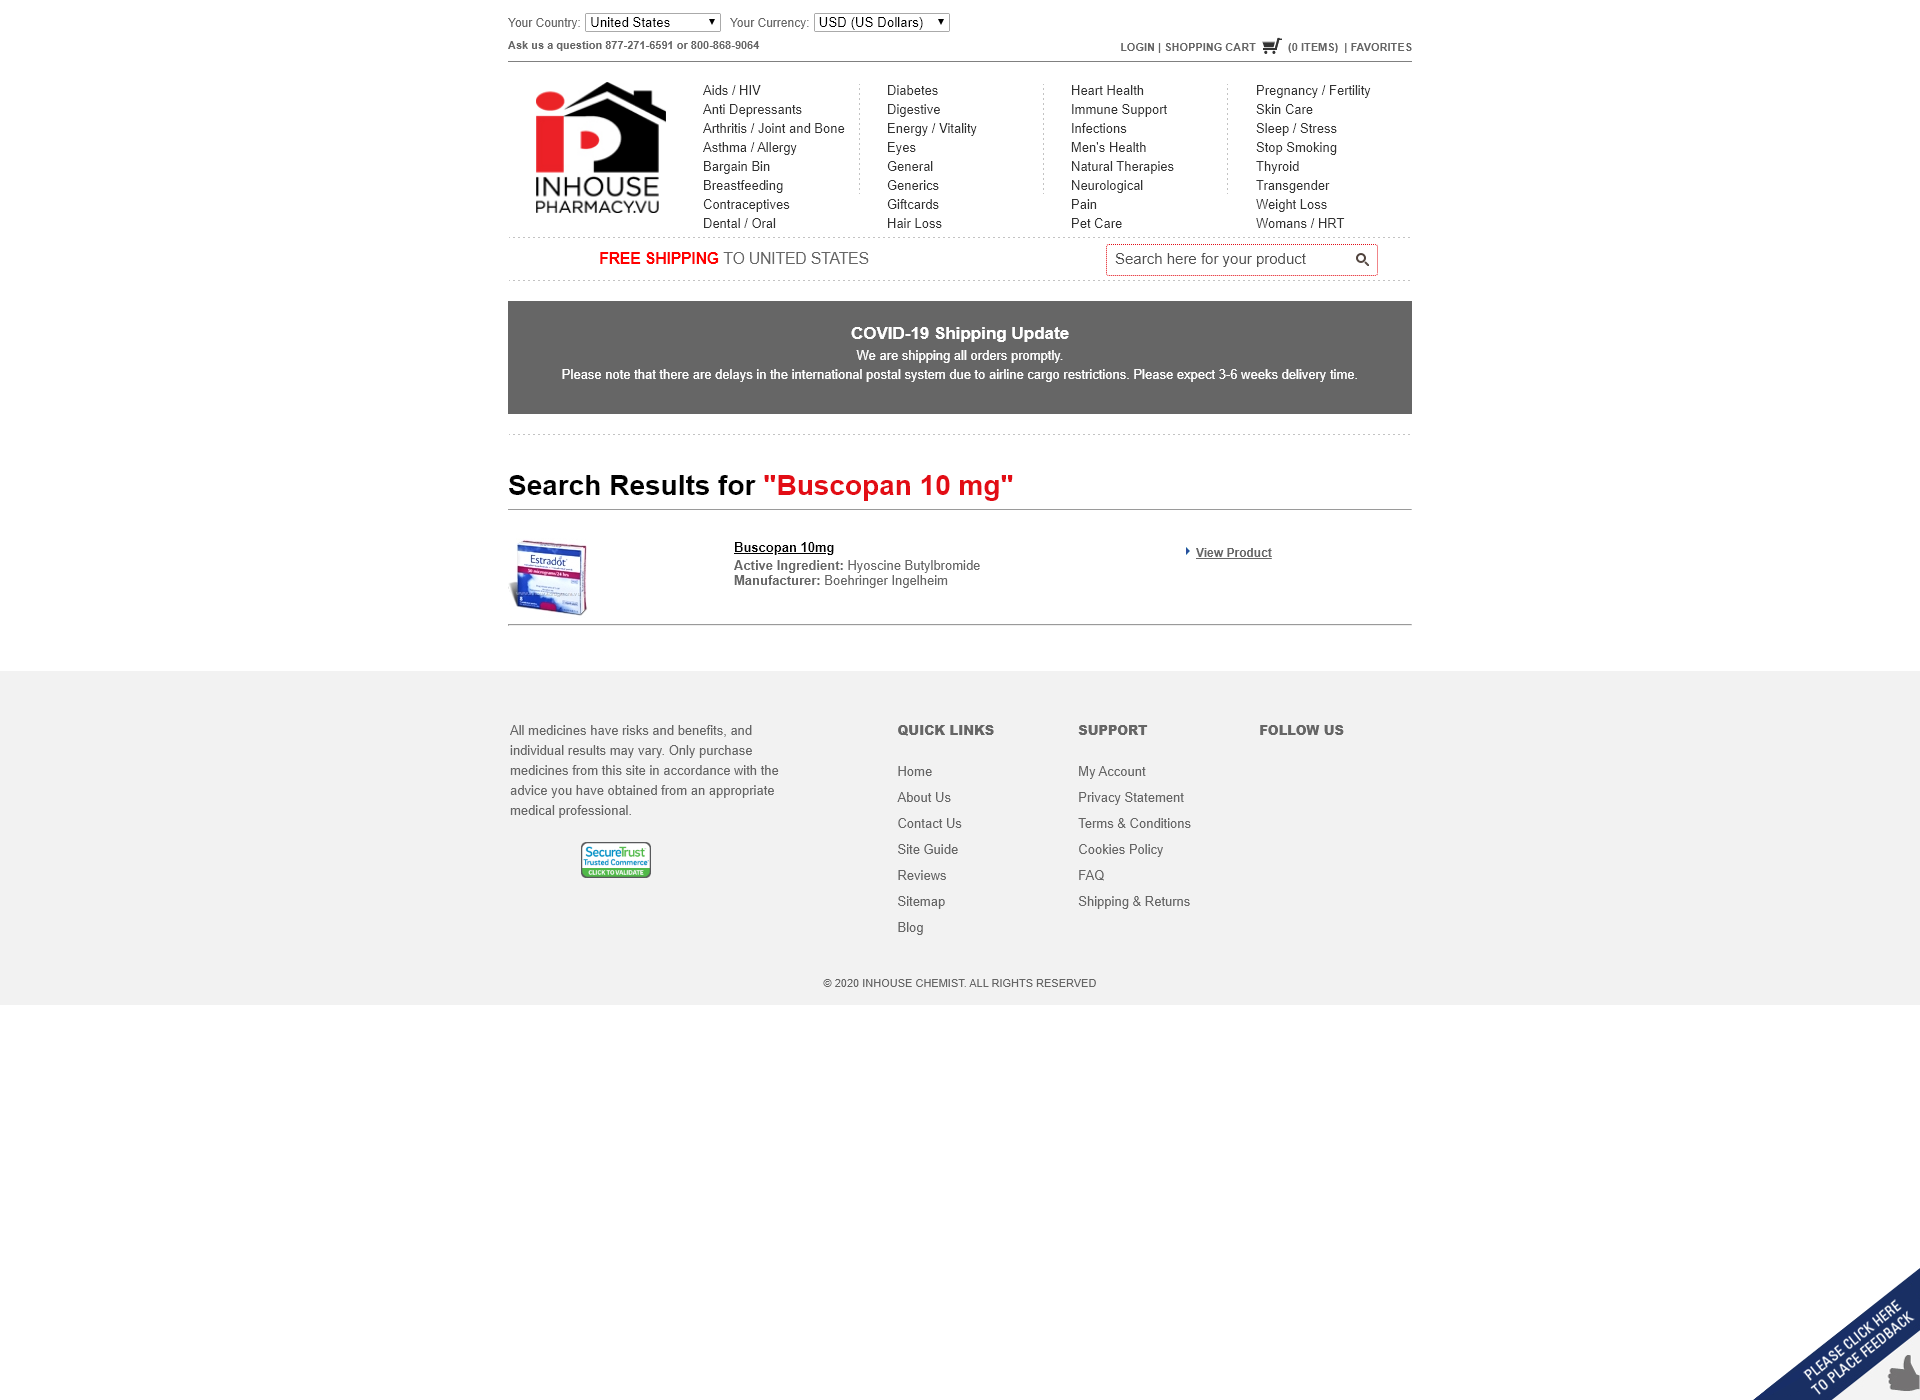 Your Country: United States Your Currency: USD (US Dollars)
Ask us a question 877-271-6591 or 800-868-9064
LOGIN | SHOPPING CART (0 ITEMS) | FAVORITES
INHOUSE
PHARMACY.VU
Aids / HIV
Anti Depressants
Arthritis / Joint and Bone
Asthma / Allergy
Bargain Bin
Breastfeeding
Contraceptives
Dental / Oral
Diabetes
Digestive
Energy / Vitality
Eyes
General
Generics
Giftcards
Hair Loss
Heart Health
Immune Support
Infections
Men's Health
Natural Therapies
Neurological
Pain
Pet Care
Pregnancy / Fertility
Skin Care
Sleep / Stress
Stop Smoking
Thyroid
Transgender
Weight Loss
Womans / HRT
FREE SHIPPING TO UNITED STATES
Search here for your product
COVID-19 Shipping Update
We are shipping all orders promptly.
Please note that there are delays in the international postal system due to airline cargo restrictions. Please expect 3-6 weeks delivery time.
Search Results for "Buscopan 10 mg"
Estradot
Buscopan 10mg
Active Ingredient: Hyoscine Butylbromide
Manufacturer: Boehringer Ingelheim
View Product
All medicines have risks and benefits, and
individual results may vary. Only purchase
medicines from this site in accordance with the
advice you have obtained from an appropriate
medical professional.
SecureTrust
Trusted Commerce
CLICK TO VALIDATE
QUICK LINKS
Home
About Us
Contact Us
Site Guide
Reviews
Sitemap
Blog
SUPPORT
My Account
Privacy Statement
Terms & Conditions
Cookies Policy
FAQ
Shipping & Returns
FOLLOW US
© 2020 INHOUSE CHEMIST. ALL RIGHTS RESERVED
PLEASE CLICK HERE
TO PLACE FEEDBACK